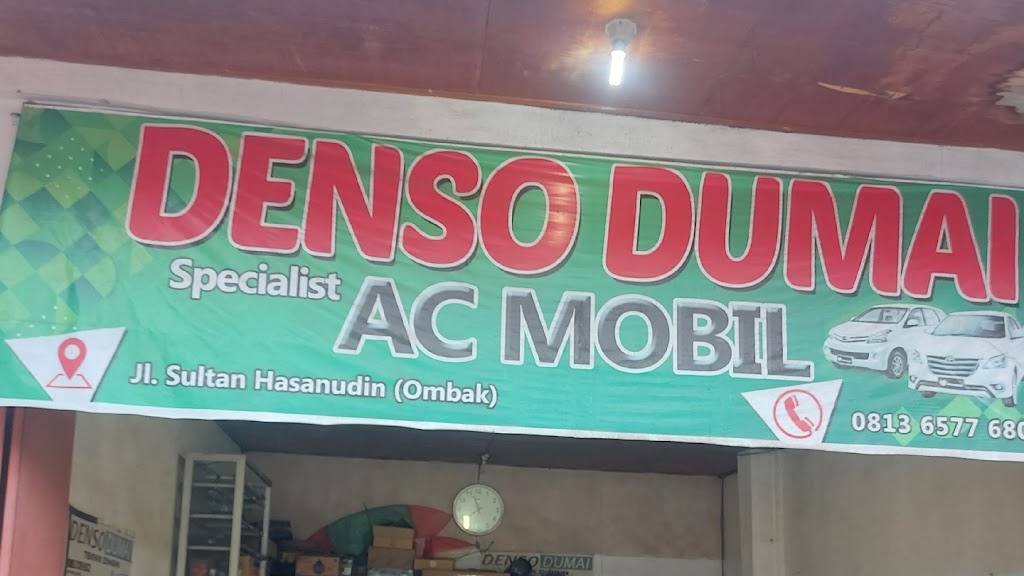 DENSO DUMAI
Specialist AC MOBIL
Jl. Sultan Hasanudin (Ombak)
0813 6577 680
DENSO DUMAI
DENSO DUMAI